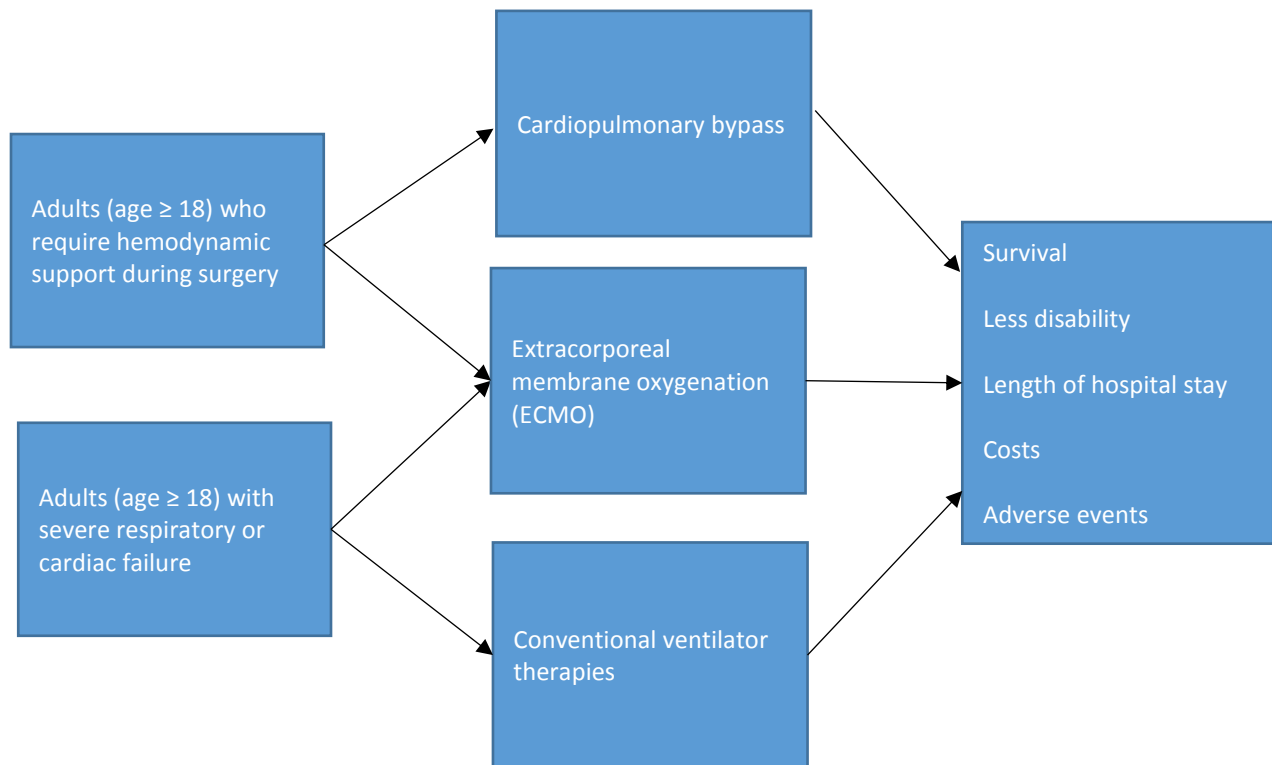 Cardiopulmonary bypass
Adults (age ≥ 18) who
require hemodynamic
support during surgery
Survival
Less disability
Length of hospital stay
Costs
Adverse events
Extracorporeal
membrane oxygenation
(ECMO)
Adults (age ≥ 18) with
severe respiratory or
cardiac failure
Conventional ventilator
therapies